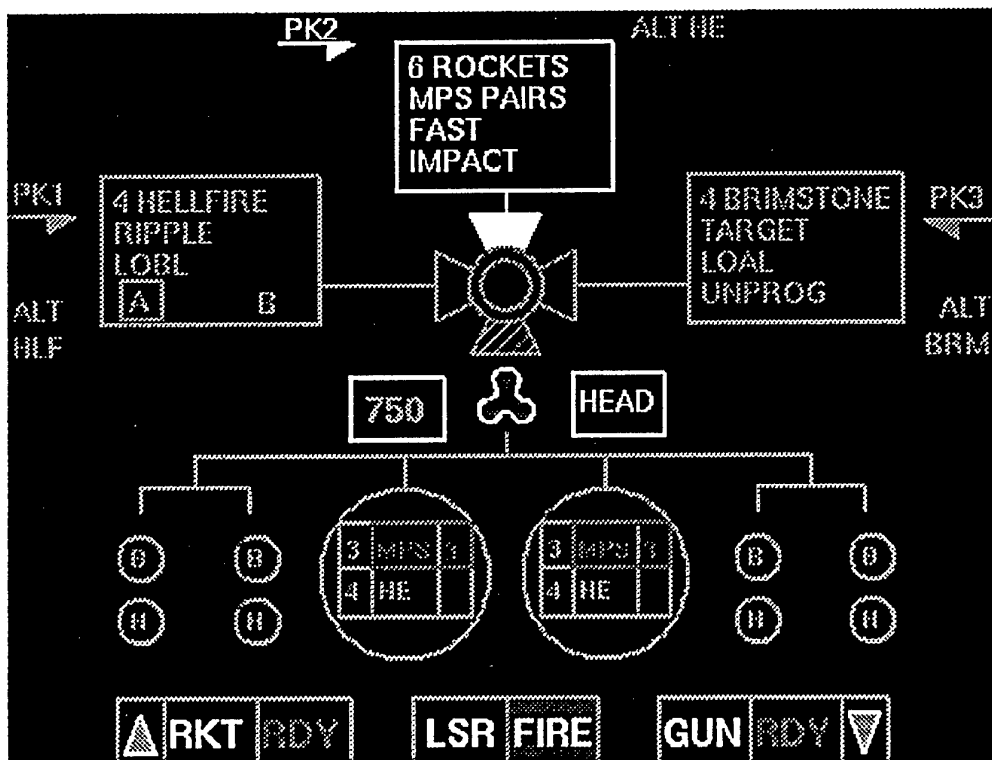 PK2
ALT HE
6 ROCKETS
MPS PAIRS
FAST
IMPACT
PK1
4 HELLFIRE
RIPPLE
LOBL
A B
ALT
HLF
4 BRIMSTONE
TARGET
LOAL
UNPROG
PK3
ALT
BRM
750
HEAD
3 MPS
4 HE
3 MPS
4 HE
B
H H
H H
RKT RDY
LSR FIRE
GUN RDY